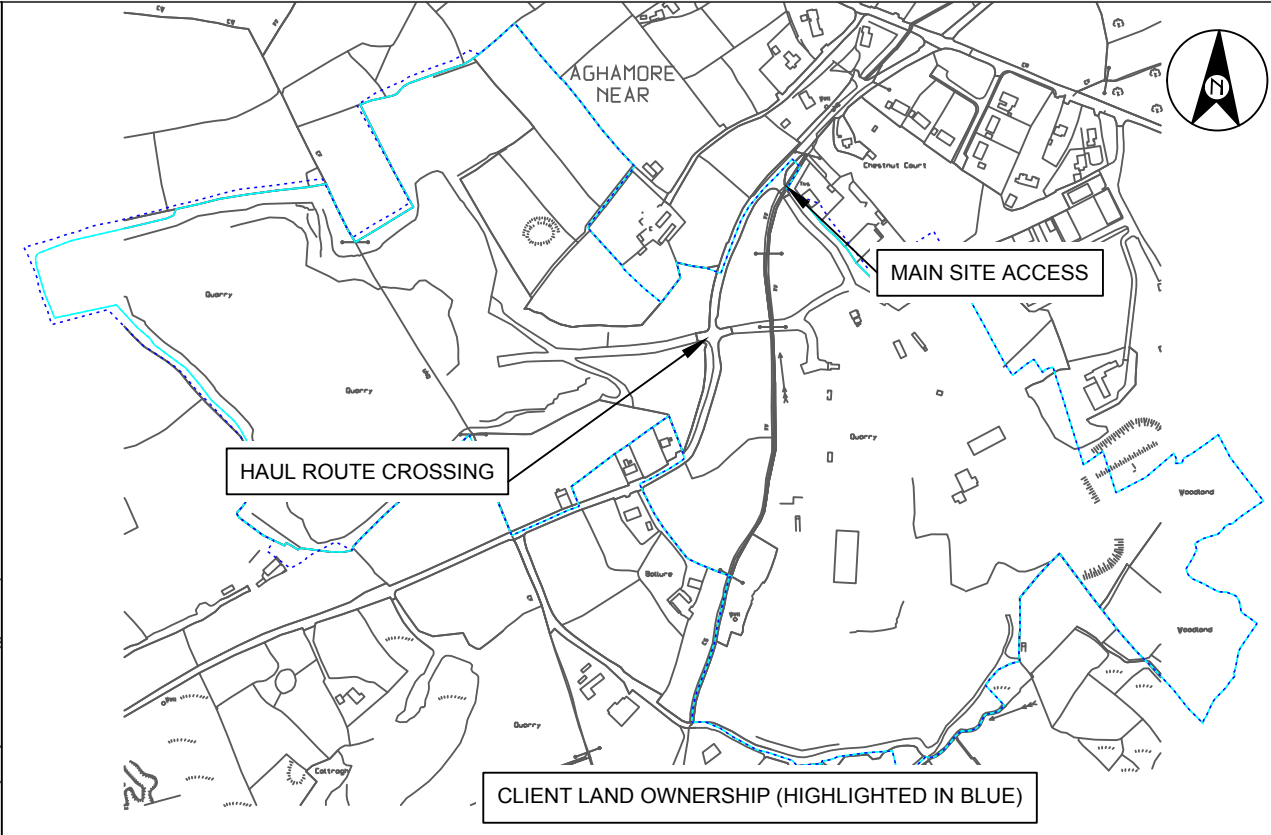 AGHAMORE
NEAR
N
Chestnut Court
MAIN SITE ACCESS
Quarry
Quarry
Quarry
HAUL ROUTE CROSSING
Woodland
Woodland
Quarry
CLIENT LAND OWNERSHIP (HIGHLIGHTED IN BLUE)